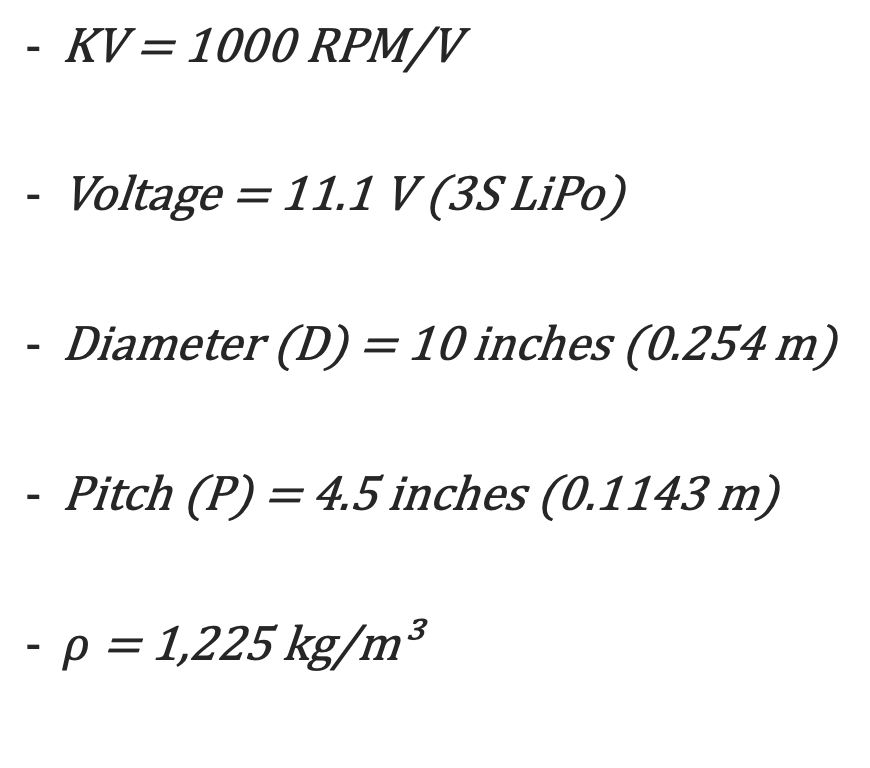 - KV = 1000 RPM/V
- Voltage = 11.1 V (3S LiPo)
- Diameter (D) = 10 inches (0.254 m)
- Pitch (P) = 4.5 inches (0.1143 m)
- ρ = 1,225 kg/m³